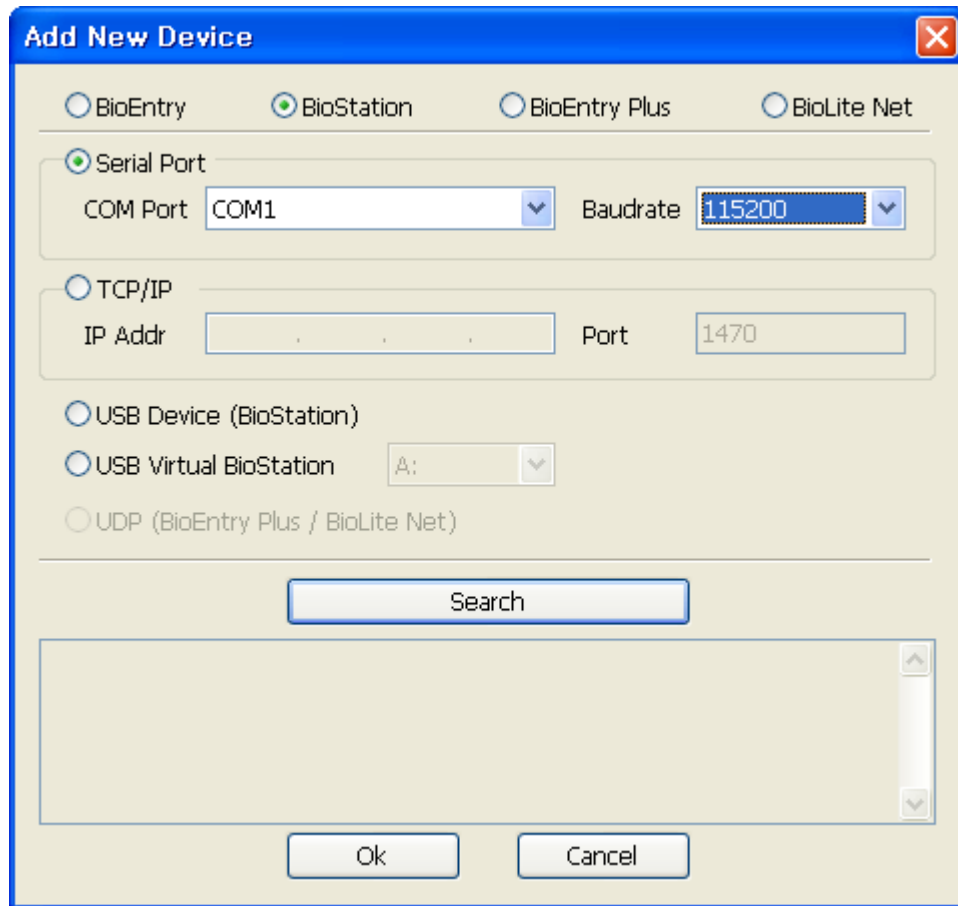 Add New Device
BioEntry BioStation BioEntry Plus BioLite Net
Serial Port
COM Port COM1 Baudrate 115200
TCP/IP
IP Addr . . . Port 1470
USB Device (BioStation)
USB Virtual BioStation A:
UDP (BioEntry Plus / BioLite Net)
Search
Ok Cancel